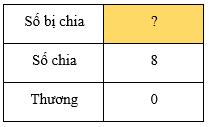 Số bị chia ?
Số chia 8
Thương 0